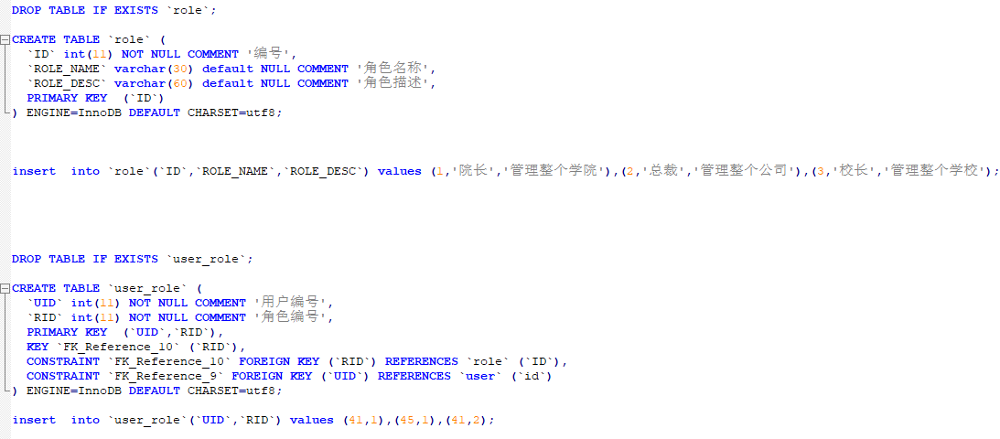 DROP TABLE IF EXISTS `role`;
CREATE TABLE `role` (
  `ID` int(11) NOT NULL COMMENT '编号',
  `ROLE_NAME` varchar(30) default NULL COMMENT '角色名称',
  `ROLE_DESC` varchar(60) default NULL COMMENT '角色描述',
  PRIMARY KEY  (`ID`)
) ENGINE=InnoDB DEFAULT CHARSET=utf8;
insert  into `role`(`ID`,`ROLE_NAME`,`ROLE_DESC`) values (1,'院长','管理整个学院'),(2,'总裁','管理整个公司'),(3,'校长','管理整个学校');
DROP TABLE IF EXISTS `user_role`;
CREATE TABLE `user_role` (
  `UID` int(11) NOT NULL COMMENT '用户编号',
  `RID` int(11) NOT NULL COMMENT '角色编号',
  PRIMARY KEY  (`UID`,`RID`),
  KEY `FK_Reference_10` (`RID`),
  CONSTRAINT `FK_Reference_10` FOREIGN KEY (`RID`) REFERENCES `role` (`ID`),
  CONSTRAINT `FK_Reference_9` FOREIGN KEY (`UID`) REFERENCES `user` (`id`)
) ENGINE=InnoDB DEFAULT CHARSET=utf8;
insert  into `user_role`(`UID`,`RID`) values (41,1),(45,1),(41,2);